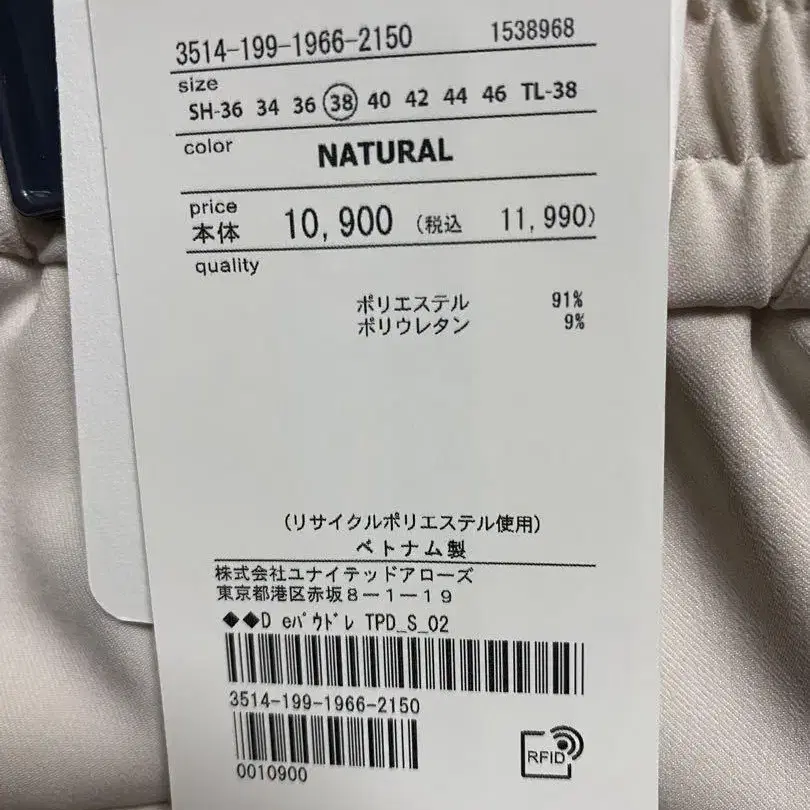 3514-199-1966-2150 1538968
size
SH-36 34 36 38 40 42 44 46 TL-38
color
NATURAL
price
本体 10,900 (税込 11,990)
quality
ポリエステル 91%
ポリウレタン 9%
(リサイクルポリエステル使用)
ベトナム製
株式会社ユナイテッドアローズ
東京都港区赤坂8-1-19
◆◆D eパウドレ TPD_S_02
3514-199-1966-2150
0010900
RFID